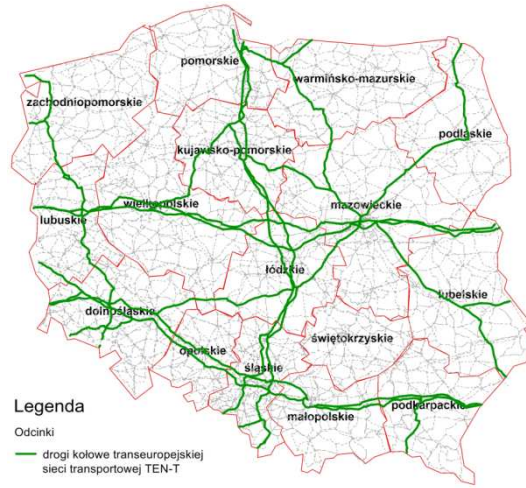 pomorskie
warmińsko-mazurskie
zachodniopomorskie
podlaskie
kujawsko-pomorskie
wielkopolskie
mazowieckie
lubuskie
łódzkie
lubelskie
dolnośląskie
świętokrzyskie
opolskie
śląskie
małopolskie
podkarpackie
Legenda
Odcinki
drogi kołowe transeuropejskiej
sieci transportowej TEN-T